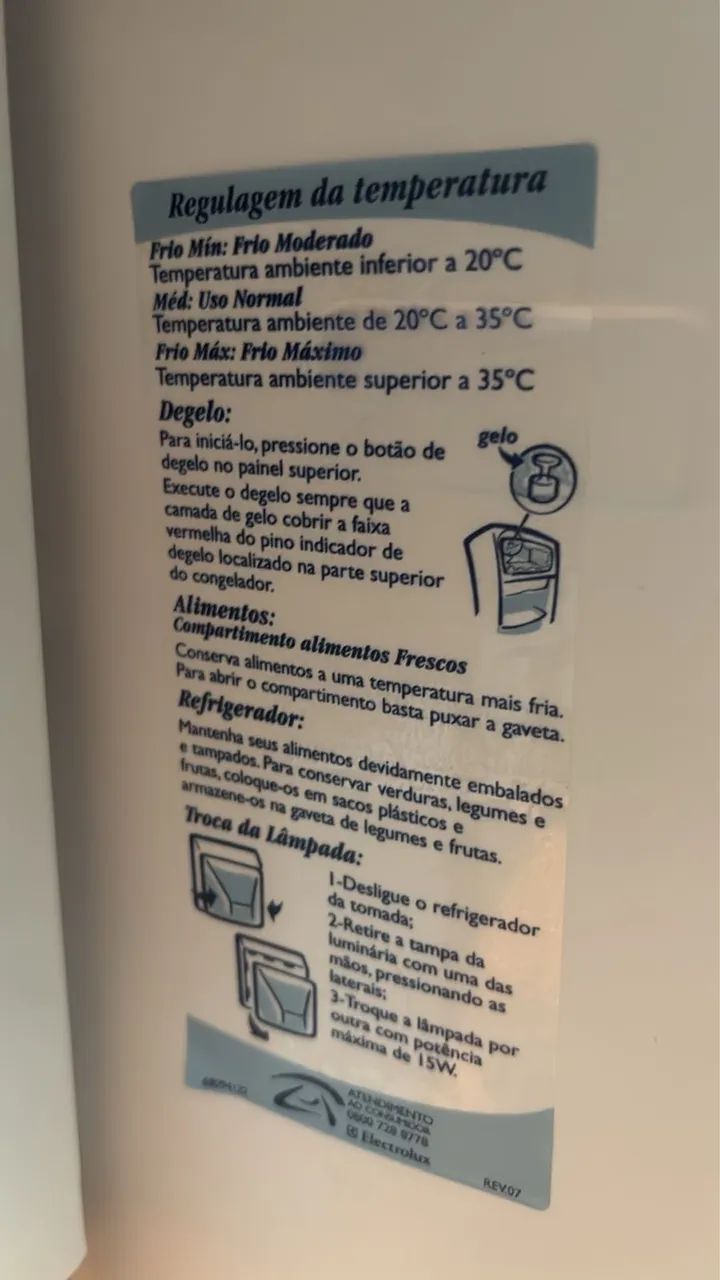 Regulagem da temperatura
Frio Mín: Frio Moderado
Temperatura ambiente inferior a 20°C
Méd: Uso Normal
Temperatura ambiente de 20°C a 35°C
Frio Máx: Frio Máximo
Temperatura ambiente superior a 35°C
Degelo:
Para iniciá-lo, pressione o botão de
degelo no painel superior.
Execute o degelo sempre que a
camada de gelo cobrir a faixa
vermelha do pino indicador de
degelo localizado na parte superior
do congelador.
gelo
Alimentos:
Compartimento alimentos Frescos
Conserva alimentos a uma temperatura mais fria.
Para abrir o compartimento basta puxar a gaveta.
Refrigerador:
Mantenha seus alimentos devidamente embalados
e tampados. Para conservar verduras, legumes e
frutas, coloque-os em sacos plásticos e
armazene-os na gaveta de legumes e frutas.
Troca da Lâmpada:
1-Desligue o refrigerador
da tomada;
2-Retire a tampa da
luminária com uma das
mãos, pressionando as
laterais;
3-Troque a lâmpada por
outra com potência
máxima de 15W.
ATENDIMENTO
AO CONSUMIDOR
0800 728 8778
Electrolux
REV.07